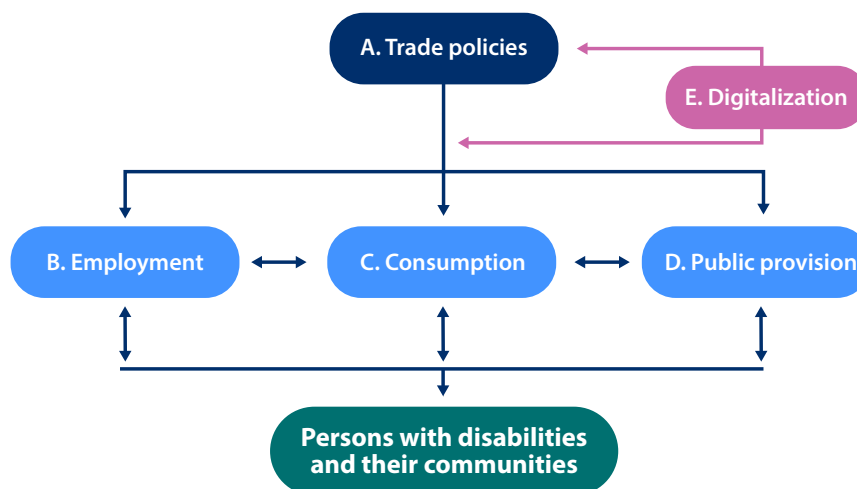 A. Trade policies
E. Digitalization
B. Employment
C. Consumption
D. Public provision
Persons with disabilities
and their communities